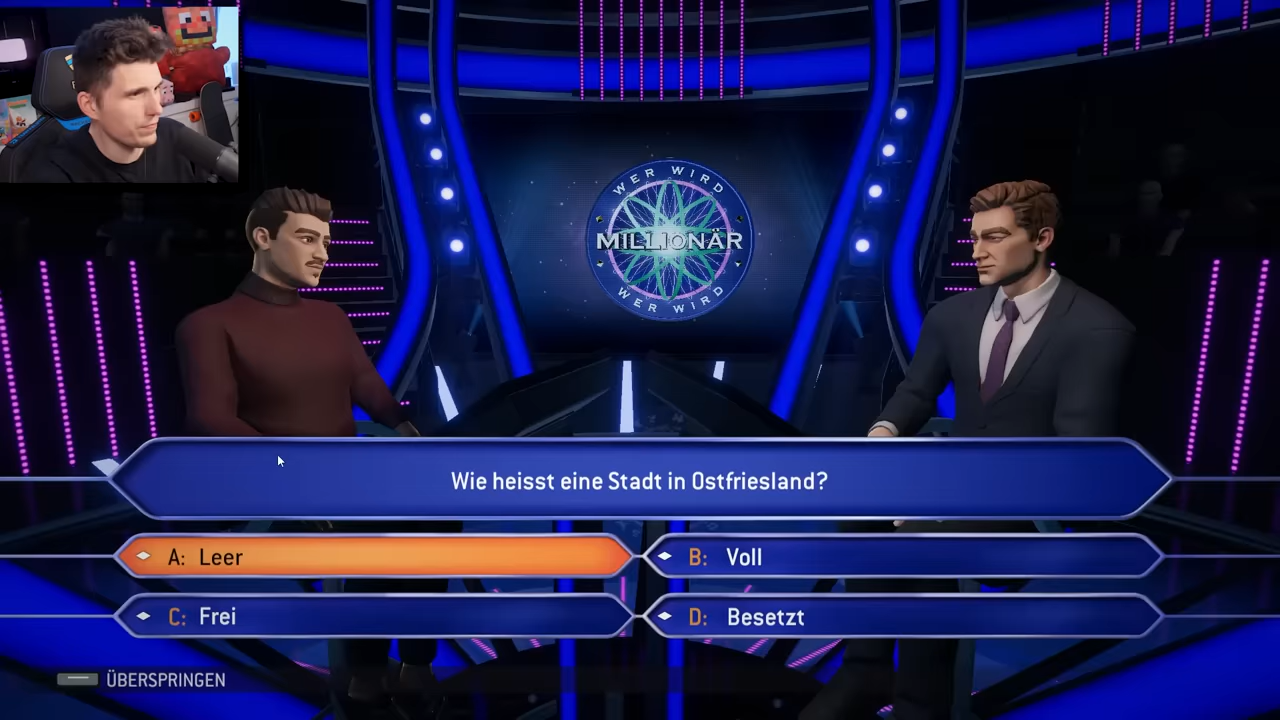 WER WIRD
MILLIONÄR
WER WIRD
Wie heisst eine Stadt in Ostfriesland?
A: Leer
B: Voll
C: Frei
D: Besetzt
ÜBERSPRINGEN